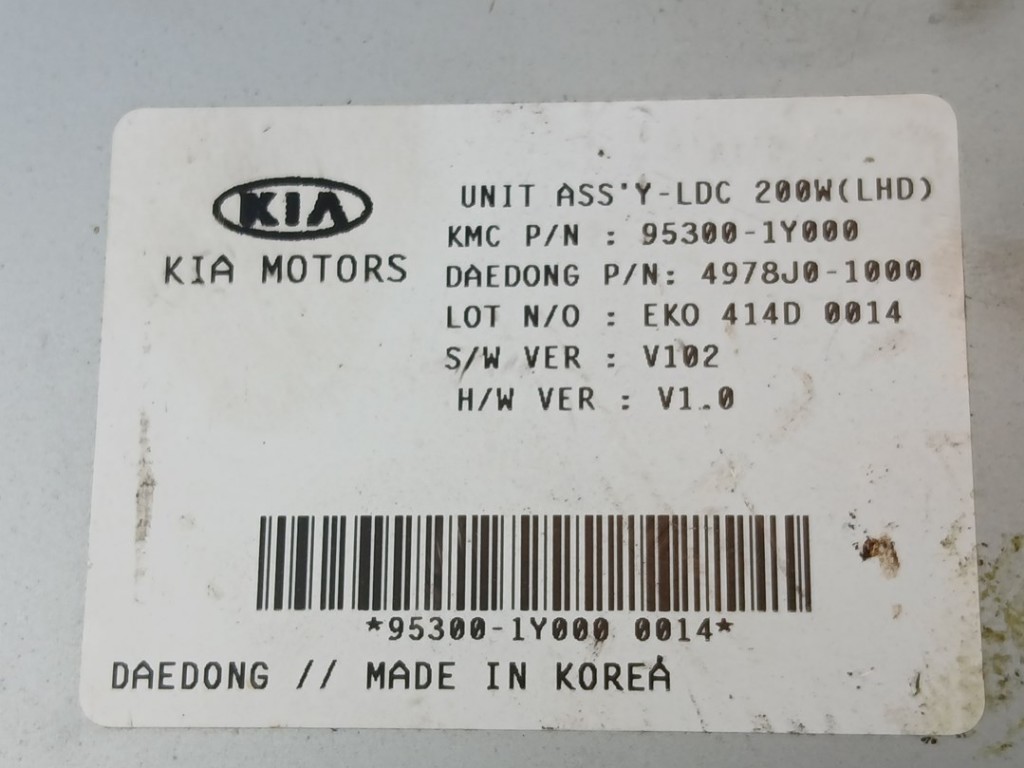 KIA
KIA MOTORS
UNIT ASS'Y-LDC 200W(LHD)
KMC P/N : 95300-1Y000
DAEDONG P/N: 4978J0-1000
LOT N/O : EKO 414D 0014
S/W VER : V102
H/W VER : V1.0
*95300-1Y000 0014*
DAEDONG // MADE IN KOREA